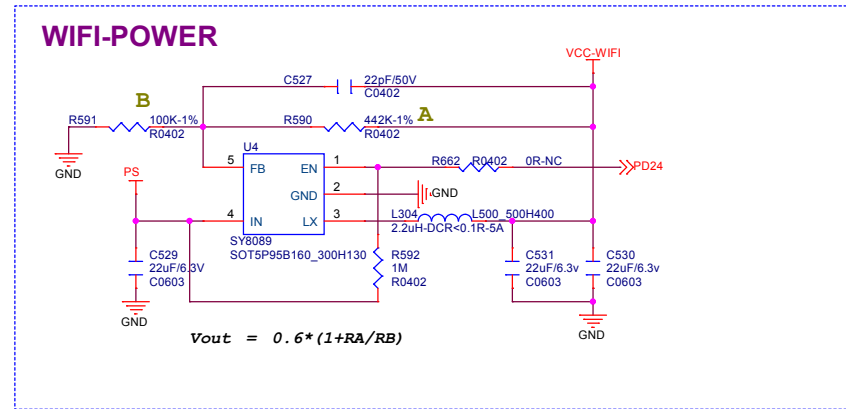 WIFI-POWER
VCC-WIFI
C527
22pF/50V
C0402
B
A
R591
100K-1%
R0402
R590
442K-1%
R0402
GND
U4
5
FB
EN
1
GND
2
4
IN
LX
3
SY8089
SOT5P95B160_300H130
R662
R0402
0R-NC
PD24
GND
PS
L304
L500_500H400
2.2uH-DCR<0.1R-5A
C529
22uF/6.3V
C0603
GND
R592
1M
R0402
C531
22uF/6.3v
C0603
C530
22uF/6.3v
C0603
GND
Vout = 0.6*(1+RA/RB)